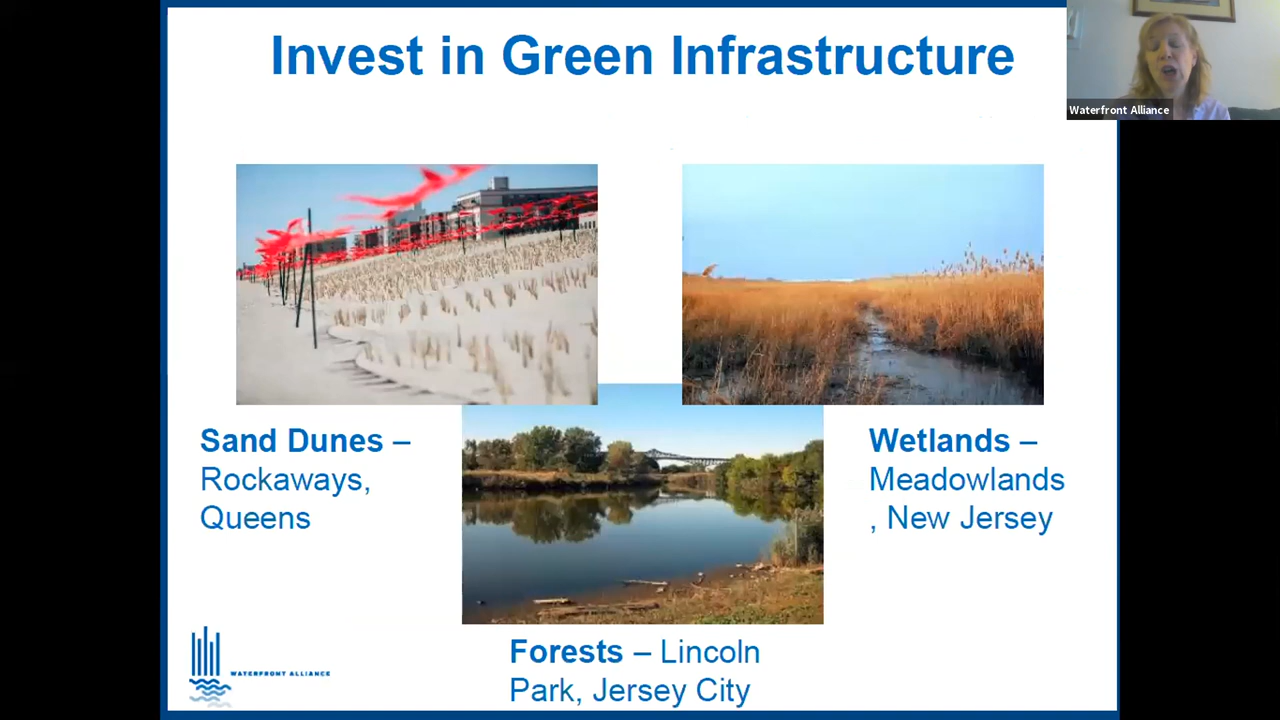 Invest in Green Infrastructure
Waterfront Alliance
Sand Dunes –
Rockaways,
Queens
Wetlands –
Meadowlands
, New Jersey
Forests – Lincoln
Park, Jersey City
WATERFRONT ALLIANCE